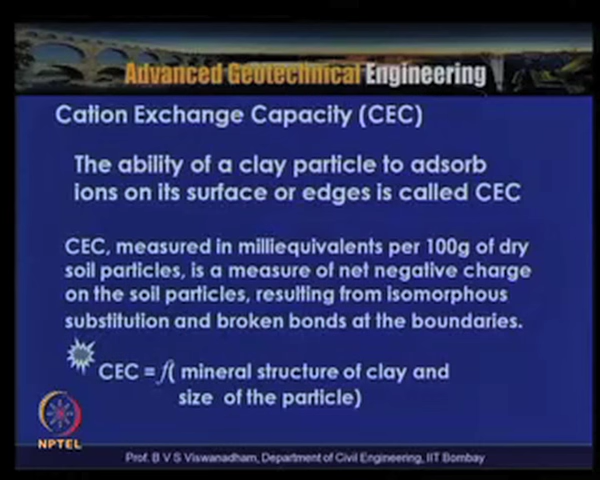 Advanced Geotechnical Engineering
Cation Exchange Capacity (CEC)
The ability of a clay particle to adsorb
ions on its surface or edges is called CEC
CEC, measured in milliequivalents per 100g of dry
soil particles, is a measure of net negative charge
on the soil particles, resulting from isomorphous
substitution and broken bonds at the boundaries.
CEC = f( mineral structure of clay and
size of the particle)
NPTEL
Prof. B V S Viswanadham, Department of Civil Engineering, IIT Bombay